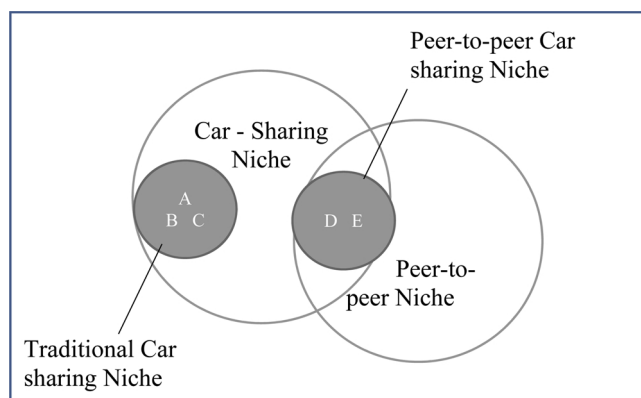 Peer-to-peer Car
sharing Niche
Car - Sharing
Niche
A
B C
D E
Peer-to-
peer Niche
Traditional Car
sharing Niche